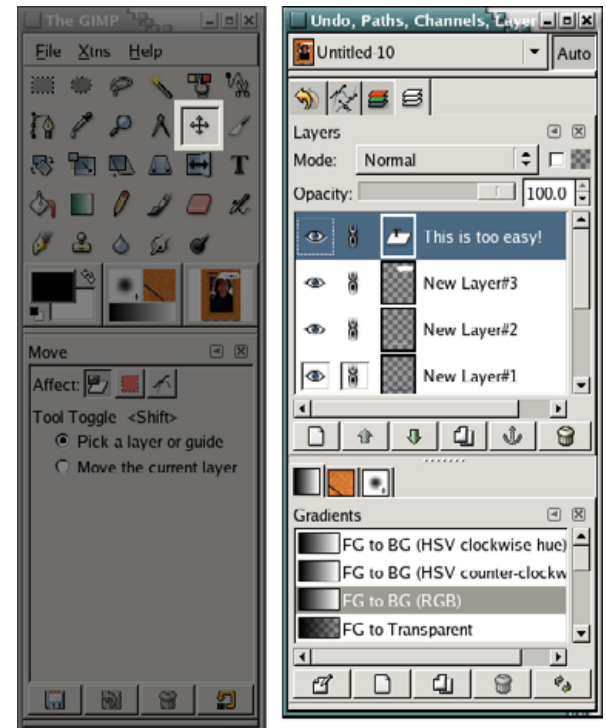 The GIMP
File Xtns Help
T
Move
Affect:
Tool Toggle <Shift>
Pick a layer or guide
Move the current layer
Undo, Paths, Channels, Layer
Untitled-10
Auto
Layers
Mode: Normal
Opacity: 100.0
T This is too easy!
New Layer#3
New Layer#2
New Layer#1
Gradients
FG to BG (HSV clockwise hue)
FG to BG (HSV counter-clockw
FG to BG (RGB)
FG to Transparent